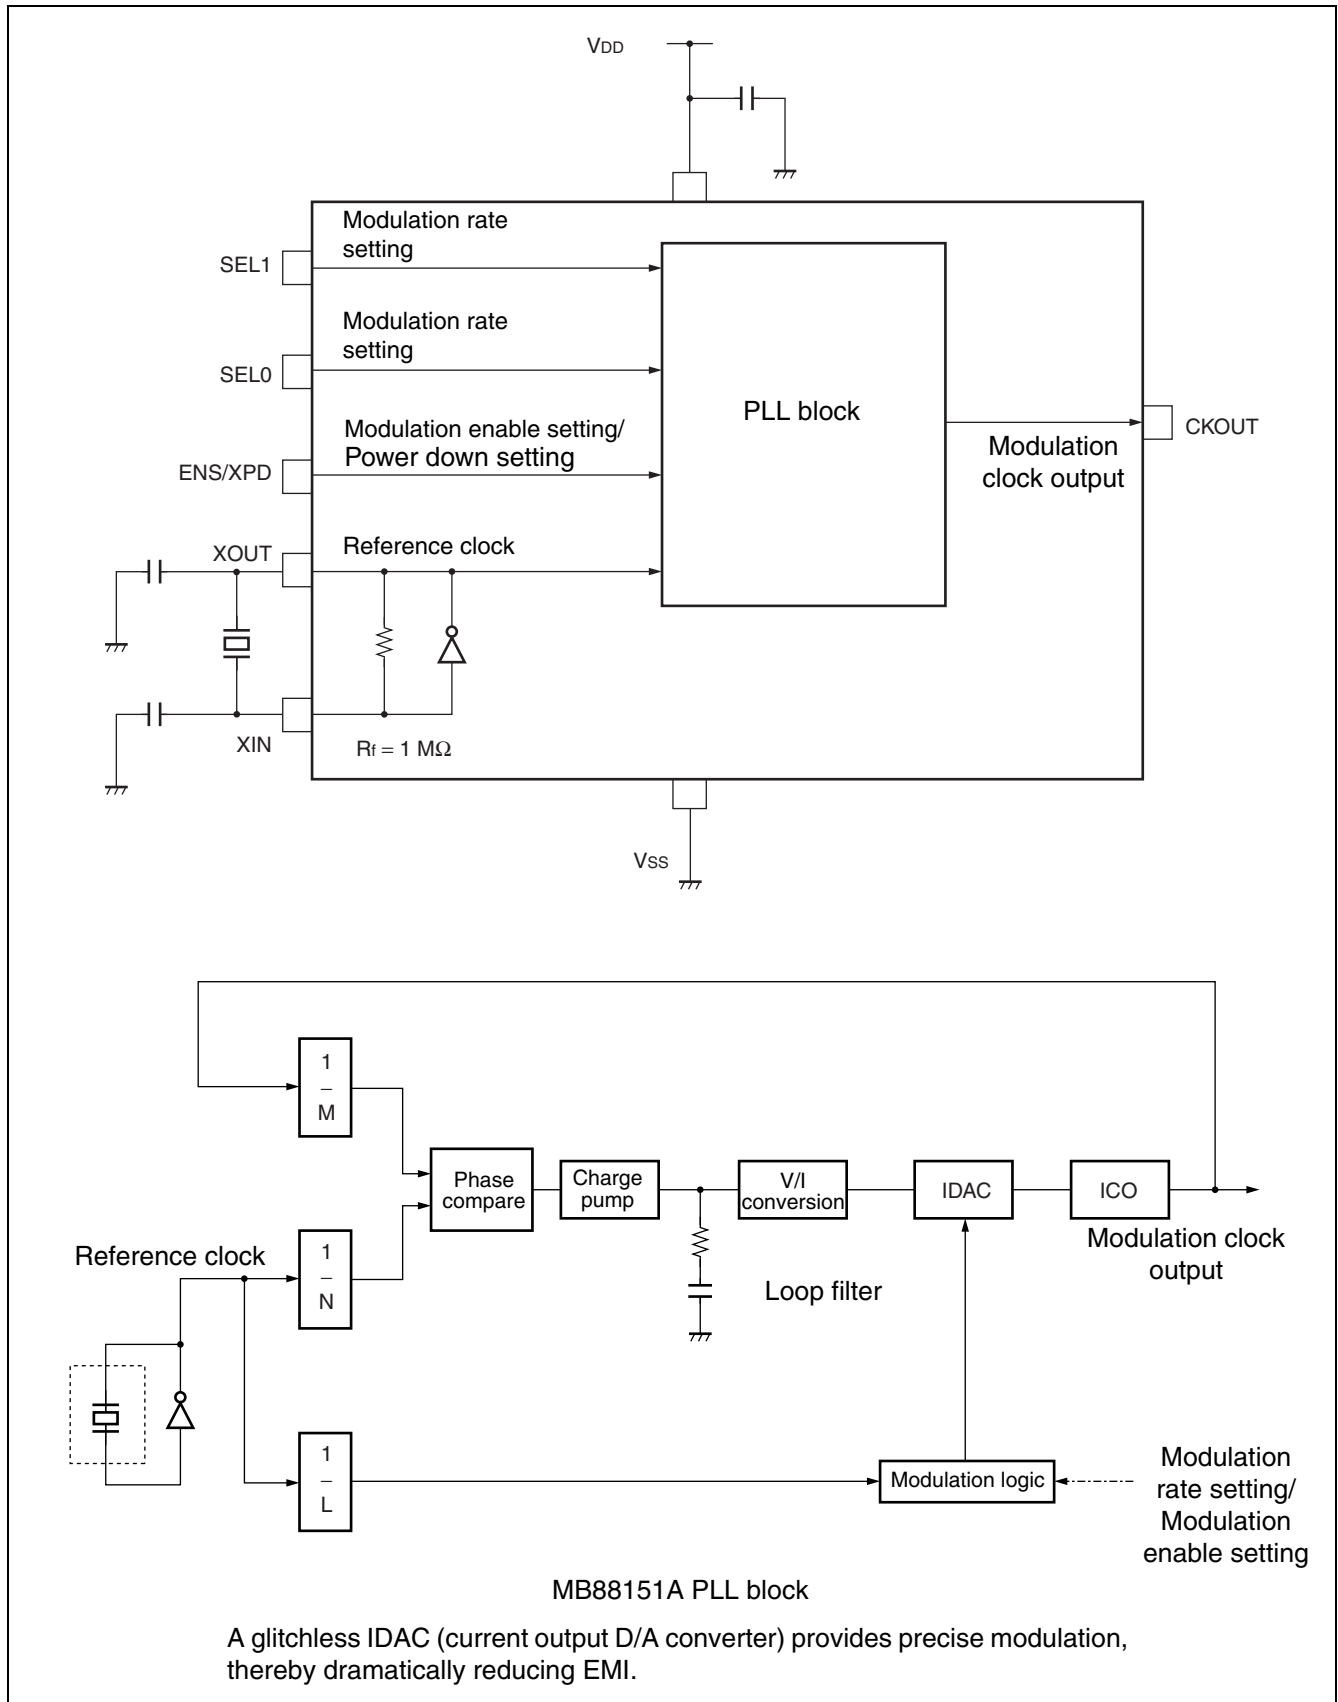 VDD
Modulation rate
setting
SEL1
Modulation rate
setting
SEL0
PLL block
CKOUT
Modulation enable setting/
Power down setting
Modulation
clock output
ENS/XPD
XOUT
Reference clock
XIN
Rf = 1 MΩ
VSS
1
M
Phase
compare
Charge
pump
V/I
conversion
IDAC
ICO
Reference clock
1
N
Modulation clock
output
Loop filter
1
L
Modulation logic
Modulation
rate setting/
Modulation
enable setting
MB88151A PLL block
A glitchless IDAC (current output D/A converter) provides precise modulation,
thereby dramatically reducing EMI.